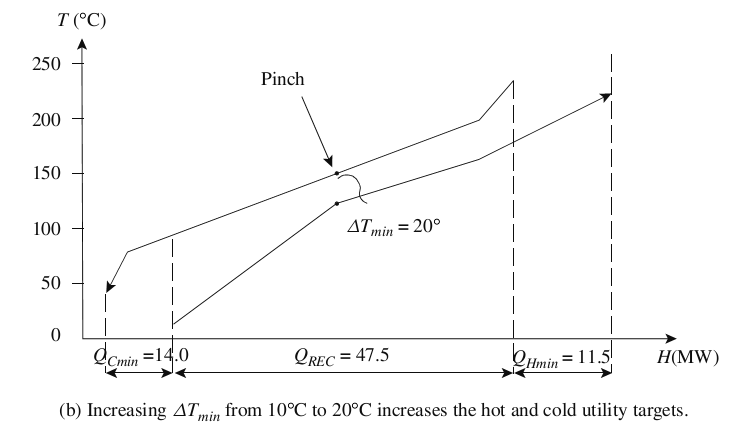 T (°C)
250
Pinch
200
150
ΔTmin = 20°
100
50
0
QCmin =14.0 QREC = 47.5 QHmin = 11.5 H(MW)
(b) Increasing ΔTmin from 10°C to 20°C increases the hot and cold utility targets.